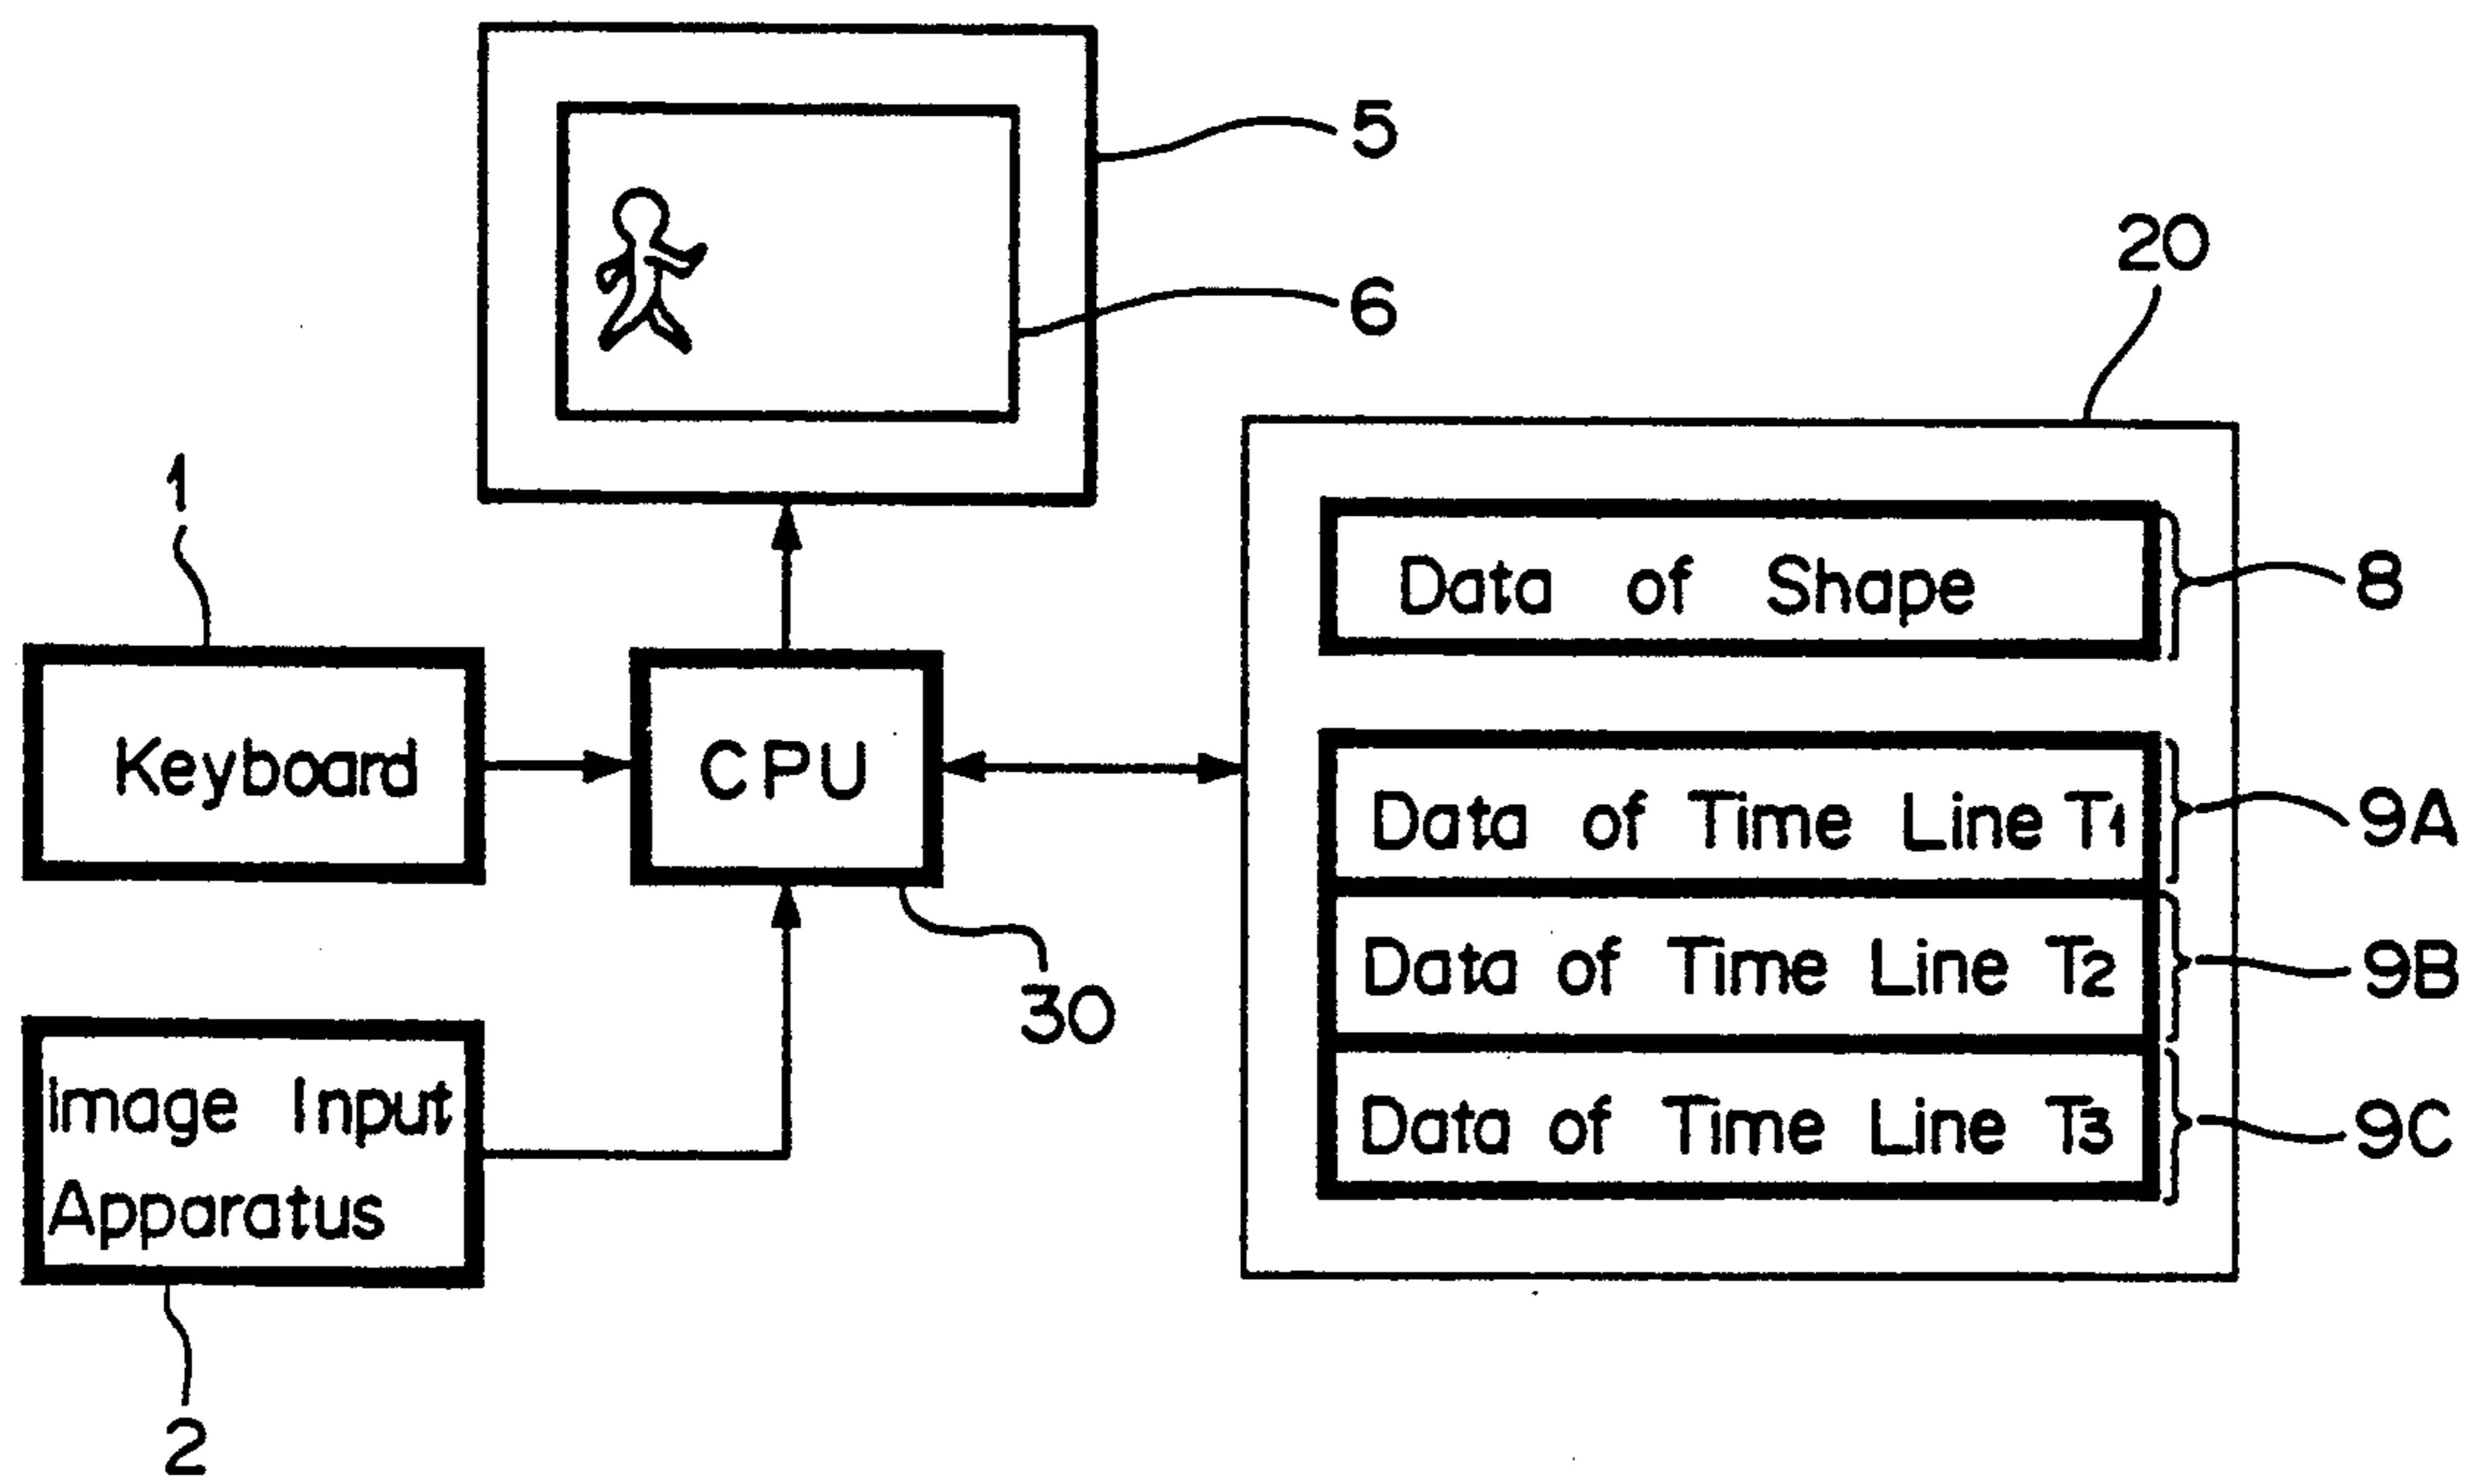 5
6
20
1
Data of Shape
8
Keyboard
CPU
Data of Time Line T1
9A
Data of Time Line T2
9B
30
Image Input
Apparatus
Data of Time Line T3
9C
2